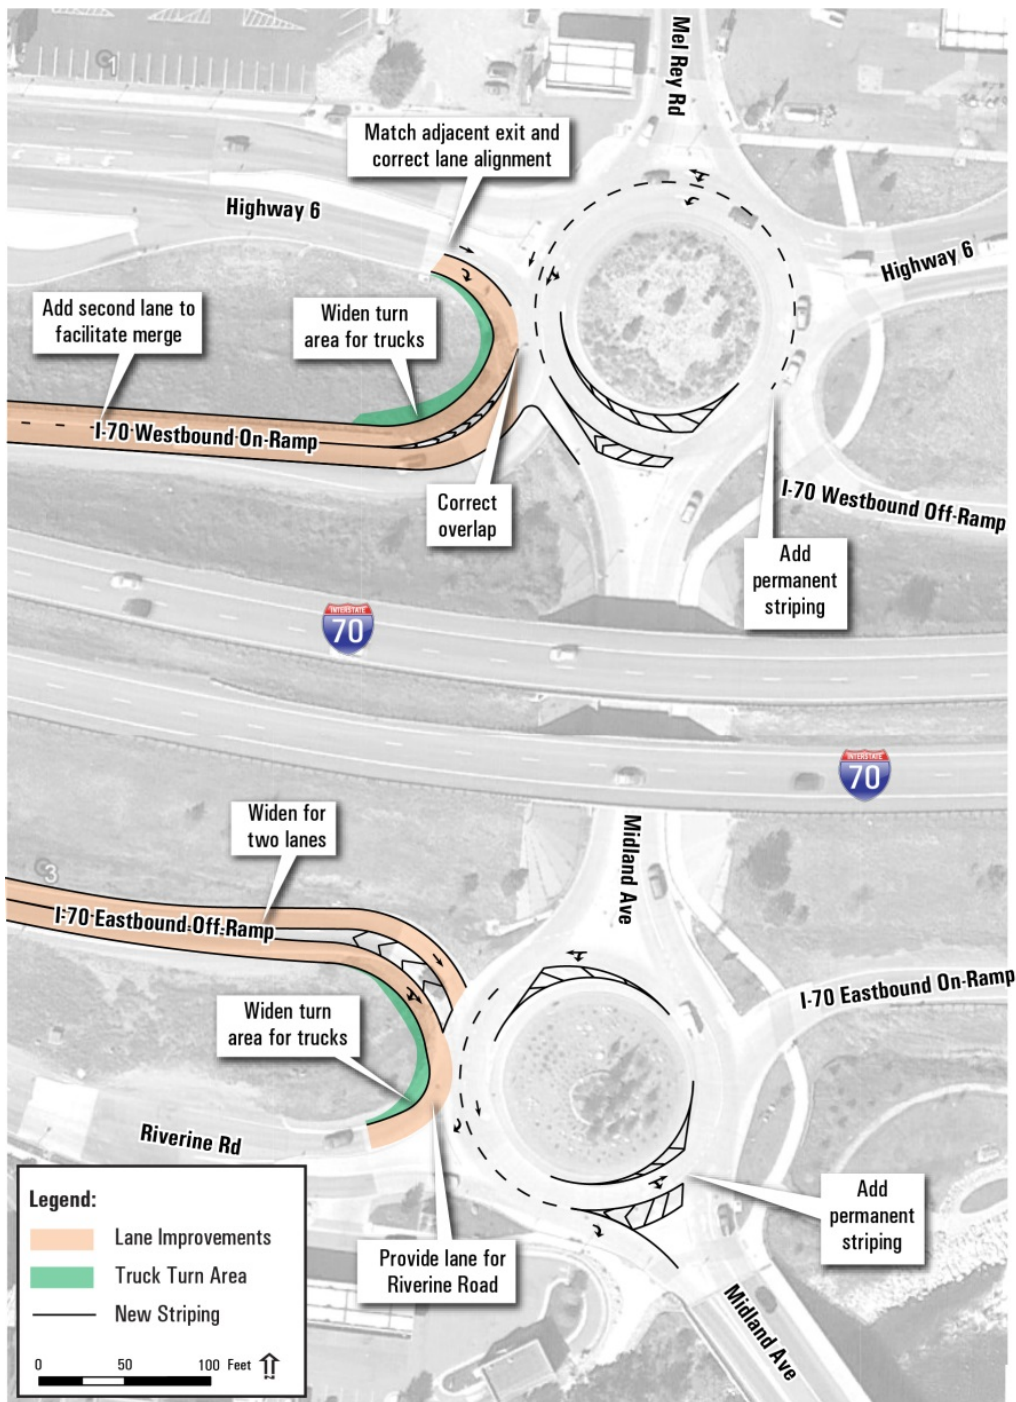 Mel Rey Rd
Match adjacent exit and
correct lane alignment
Highway 6
Highway 6
Add second lane to
facilitate merge
Widen turn
area for trucks
I-70 Westbound On-Ramp
Correct
overlap
I-70 Westbound Off-Ramp
Add
permanent
striping
INTERSTATE
70
INTERSTATE
70
Widen for
two lanes
Midland Ave
3
I-70 Eastbound Off-Ramp
I-70 Eastbound On-Ramp
Widen turn
area for trucks
Riverine Rd
Add
permanent
striping
Provide lane for
Riverine Road
Midland Ave
Legend:
Lane Improvements
Truck Turn Area
New Striping
0 50 100 Feet